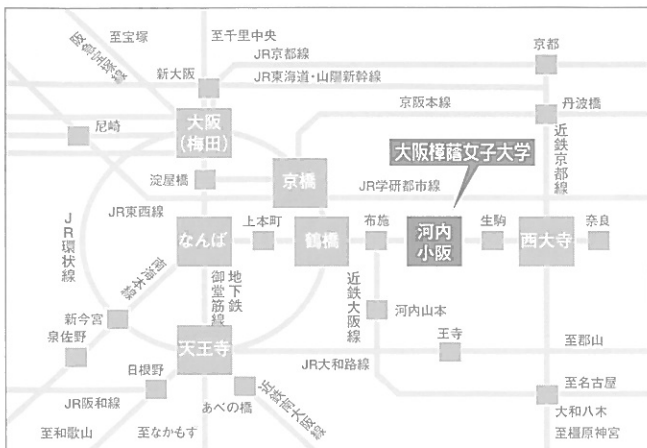 至宝塚
至千里中央
阪急宝塚線
JR京都線
京都
新大阪
JR東海道・山陽新幹線
尼崎
大阪
(梅田)
京阪本線
丹波橋
大阪樟蔭女子大学
近鉄京都線
淀屋橋
京橋
JR学研都市線
JR東西線
JR環状線
なんば
上本町
鶴橋
布施
河内
小阪
生駒
西大寺
奈良
南海本線
地下鉄
御堂筋線
近鉄大阪線
河内山本
新今宮
泉佐野
天王寺
王寺
至郡山
JR大和路線
日根野
あべの橋
近鉄南大阪線
至名古屋
JR阪和線
大和八木
至和歌山
至なかもず
至橿原神宮